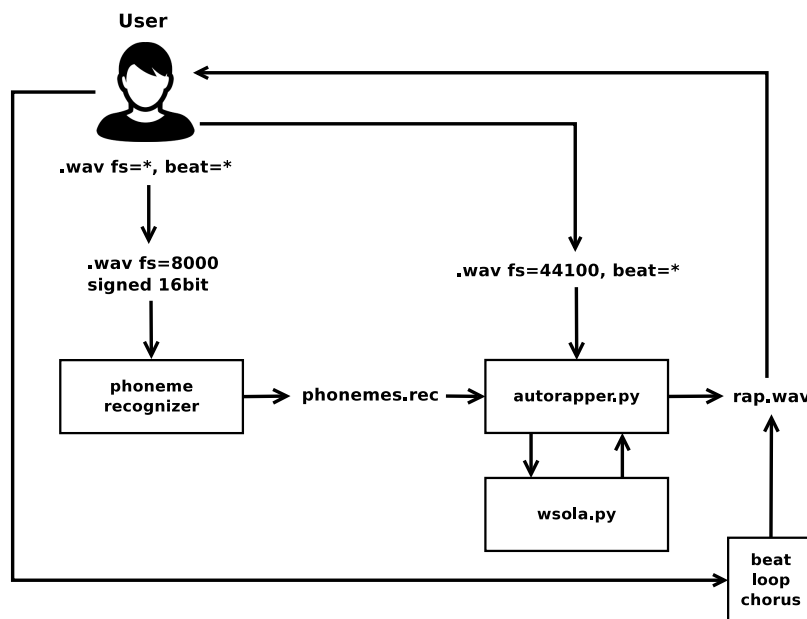 User
.wav fs=*, beat=*
.wav fs=8000
signed 16bit
.wav fs=44100, beat=*
phoneme
recognizer
phonemes.rec
autorapper.py
rap.wav
wsola.py
beat
loop
chorus